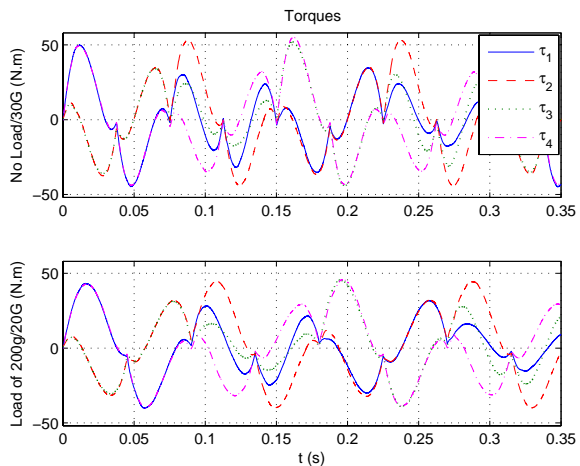 Torques
No Load/30G (N.m)
50
0
−50
0 0.05 0.1 0.15 0.2 0.25 0.3 0.35
τ1
τ2
τ3
τ4
Load of 200g/20G (N.m)
50
0
−50
0 0.05 0.1 0.15 0.2 0.25 0.3 0.35
t (s)